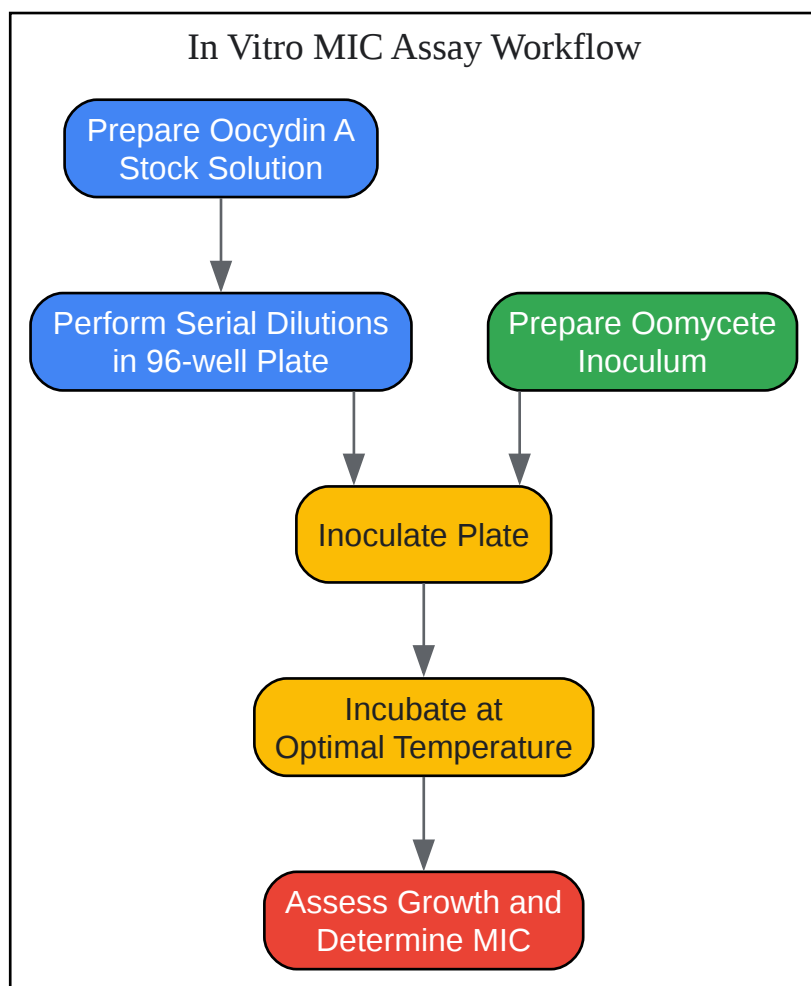 In Vitro MIC Assay Workflow
Prepare Oocydin A
Stock Solution
Perform Serial Dilutions
in 96-well Plate
Prepare Oomycete
Inoculum
Inoculate Plate
Incubate at
Optimal Temperature
Assess Growth and
Determine MIC